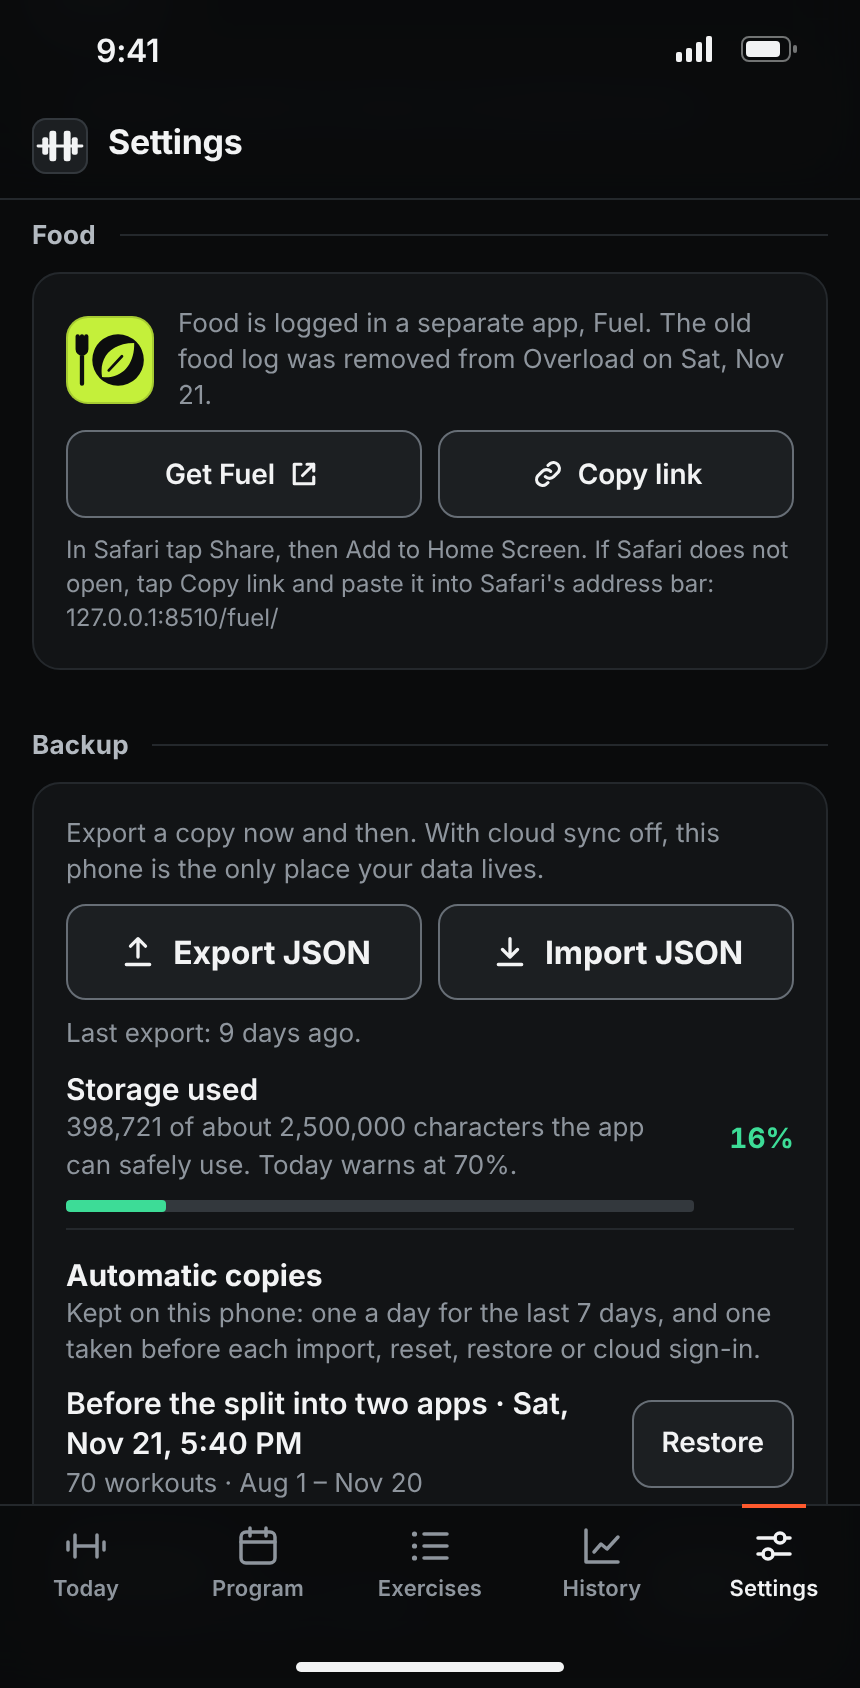 9:41
Settings
Food
Food is logged in a separate app, Fuel. The old
food log was removed from Overload on Sat, Nov
21.
Get Fuel
Copy link
In Safari tap Share, then Add to Home Screen. If Safari does not
open, tap Copy link and paste it into Safari's address bar:
127.0.0.1:8510/fuel/
Backup
Export a copy now and then. With cloud sync off, this
phone is the only place your data lives.
Export JSON
Import JSON
Last export: 9 days ago.
Storage used
398,721 of about 2,500,000 characters the app
can safely use. Today warns at 70%.
16%
Automatic copies
Kept on this phone: one a day for the last 7 days, and one
taken before each import, reset, restore or cloud sign-in.
Before the split into two apps · Sat,
Nov 21, 5:40 PM
70 workouts · Aug 1 – Nov 20
Restore
Today
Program
Exercises
History
Settings